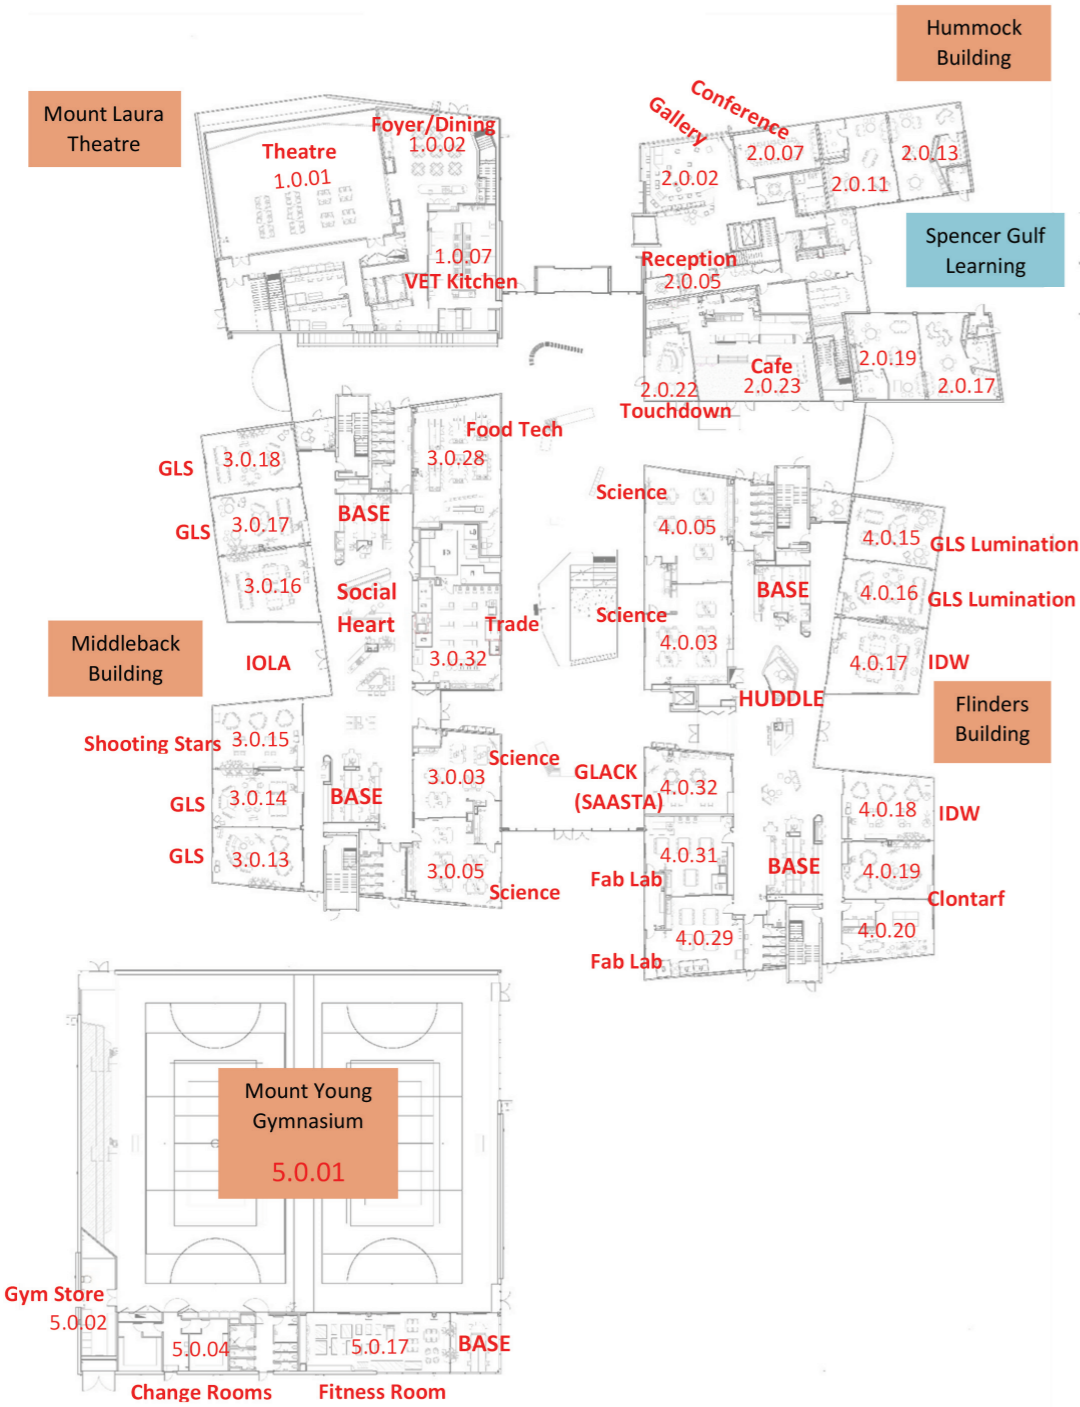 Hummock
Building
Mount Laura
Theatre
Foyer/Dining
1.0.02
Theatre
1.0.01
1.0.07
VET Kitchen
Conference
2.0.07
Gallery
2.0.02
2.0.11
2.0.13
Spencer Gulf
Learning
Reception
2.0.05
Cafe
2.0.23
2.0.22
Touchdown
2.0.19
2.0.17
Food Tech
3.0.28
GLS
3.0.18
GLS
3.0.17
BASE
3.0.16
Social
Heart
Trade
3.0.32
Middleback
Building
IOLA
Shooting Stars
3.0.15
GLS
3.0.14
BASE
GLS
3.0.13
Science
3.0.03
3.0.05
Science
Science
4.0.05
Science
4.0.03
BASE
4.0.15
GLS Lumination
4.0.16
GLS Lumination
4.0.17
IDW
HUDDLE
Flinders
Building
GLACK
(SAASTA)
4.0.32
4.0.18
IDW
4.0.31
Fab Lab
BASE
4.0.19
Clontarf
4.0.29
Fab Lab
4.0.20
Mount Young
Gymnasium
5.0.01
Gym Store
5.0.02
5.0.04
Change Rooms
5.0.17
Fitness Room
BASE